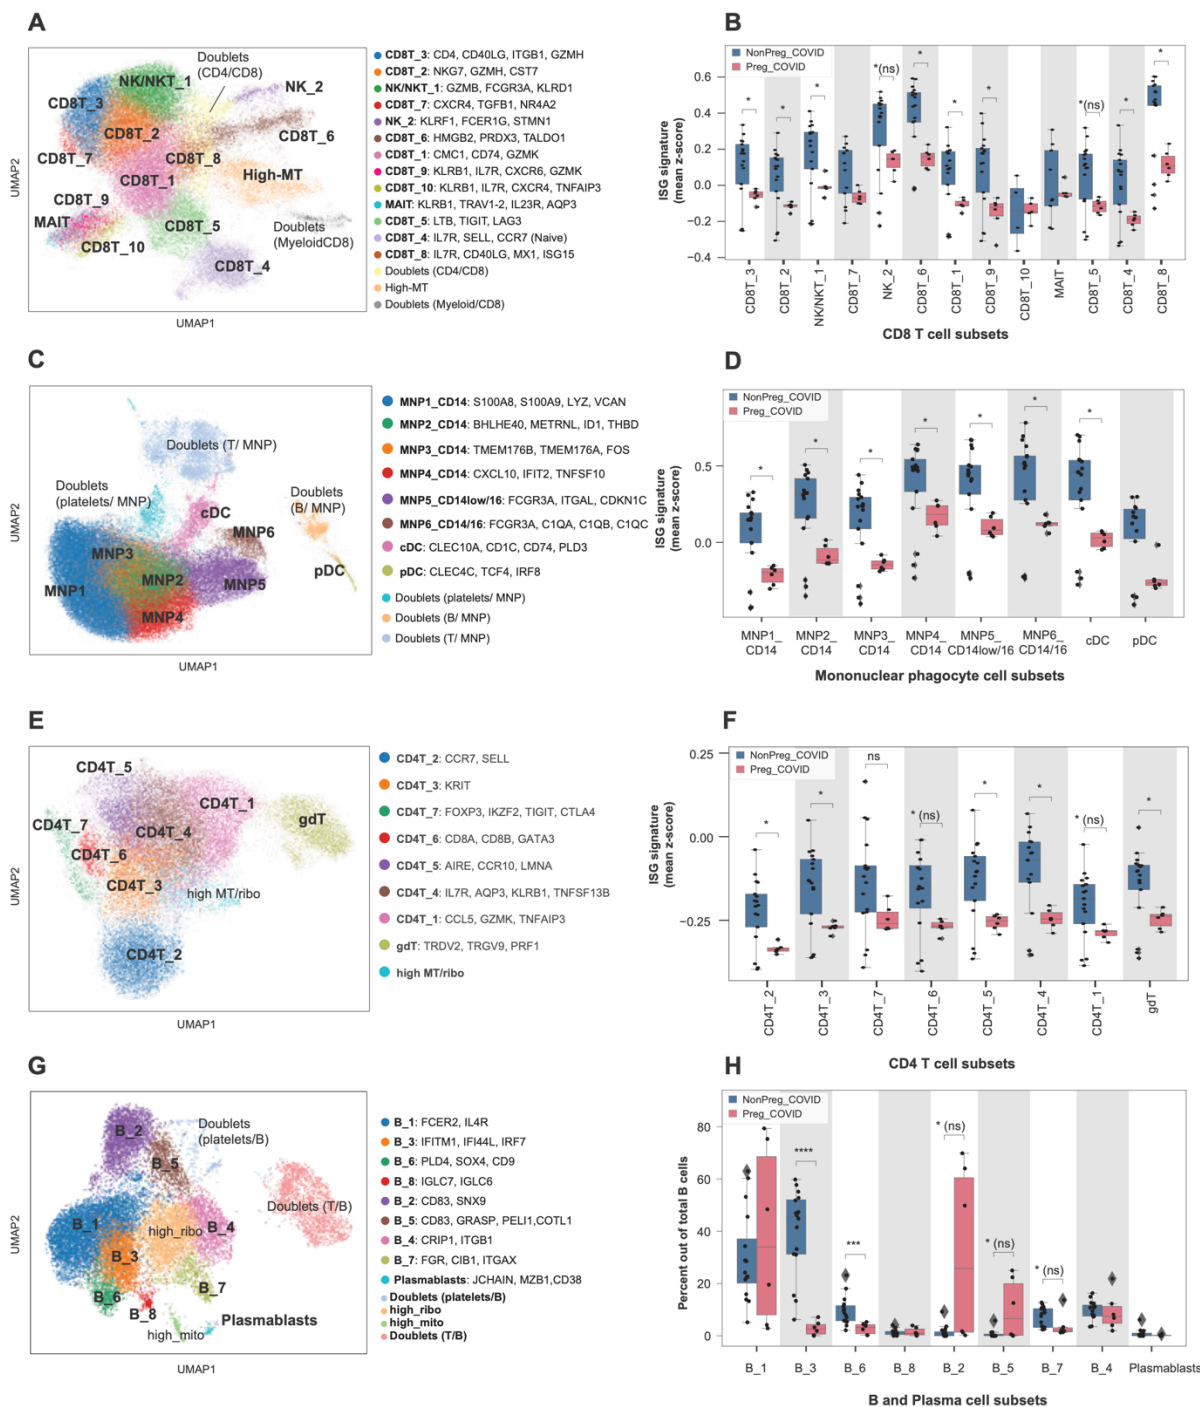 A
UMAP2
UMAP1
NK/NKT_1
Doublets
(CD4/CD8)
NK_2
CD8T_3
CD8T_2
CD8T_6
CD8T_7
CD8T_8
CD8T_1
High-MT
CD8T_9
MAIT
CD8T_5
Doublets
(MyeloidCD8)
CD8T_10
CD8T_4
CD8T_3: CD4, CD40LG, ITGB1, GZMH
CD8T_2: NKG7, GZMH, CST7
NK/NKT_1: GZMB, FCGR3A, KLRD1
CD8T_7: CXCR4, TGFB1, NR4A2
NK_2: KLRF1, FCER1G, STMN1
CD8T_6: HMGB2, PRDX3, TALDO1
CD8T_1: CMC1, CD74, GZMK
CD8T_9: KLRB1, IL7R, CXCR6, GZMK
CD8T_10: KLRB1, IL7R, CXCR4, TNFAIP3
MAIT: KLRB1, TRAV1-2, IL23R, AQP3
CD8T_5: LTB, TIGIT, LAG3
CD8T_4: IL7R, SELL, CCR7 (Naive)
CD8T_8: IL7R, CD40LG, MX1, ISG15
Doublets (CD4/CD8)
High-MT
Doublets (Myeloid/CD8)
B
NonPreg_COVID
Preg_COVID
ISG signature
(mean z-score)
0.6
0.4
0.2
0.0
−0.2
−0.4
* * * *(ns) * * * *(ns) * *
CD8T_3
CD8T_2
NK/NKT_1
CD8T_7
NK_2
CD8T_6
CD8T_1
CD8T_9
CD8T_10
MAIT
CD8T_5
CD8T_4
CD8T_8
CD8 T cell subsets
C
UMAP2
UMAP1
Doublets (T/ MNP)
Doublets
(platelets/ MNP)
Doublets
(B/ MNP)
cDC
MNP6
MNP3
MNP2
MNP1
MNP5
pDC
MNP4
MNP1_CD14: S100A8, S100A9, LYZ, VCAN
MNP2_CD14: BHLHE40, METRNL, ID1, THBD
MNP3_CD14: TMEM176B, TMEM176A, FOS
MNP4_CD14: CXCL10, IFIT2, TNFSF10
MNP5_CD14low/16: FCGR3A, ITGAL, CDKN1C
MNP6_CD14/16: FCGR3A, C1QA, C1QB, C1QC
cDC: CLEC10A, CD1C, CD74, PLD3
pDC: CLEC4C, TCF4, IRF8
Doublets (platelets/ MNP)
Doublets (B/ MNP)
Doublets (T/ MNP)
D
NonPreg_COVID
Preg_COVID
ISG signature
(mean z-score)
0.5
0.0
* * * * * * *
MNP1_
CD14
MNP2_
CD14
MNP3_
CD14
MNP4_
CD14
MNP5_
CD14low/16
MNP6_
CD14/16
cDC
pDC
Mononuclear phagocyte cell subsets
E
UMAP2
UMAP1
CD4T_5
CD4T_1
gdT
CD4T_7
CD4T_4
CD4T_6
CD4T_3
high MT/ribo
CD4T_2
CD4T_2: CCR7, SELL
CD4T_3: KRIT
CD4T_7: FOXP3, IKZF2, TIGIT, CTLA4
CD4T_6: CD8A, CD8B, GATA3
CD4T_5: AIRE, CCR10, LMNA
CD4T_4: IL7R, AQP3, KLRB1, TNFSF13B
CD4T_1: CCL5, GZMK, TNFAIP3
gdT: TRDV2, TRGV9, PRF1
high MT/ribo
F
NonPreg_COVID
Preg_COVID
ISG signature
(mean z-score)
0.25
0.00
−0.25
* * ns * (ns) * * * (ns) *
CD4T_2
CD4T_3
CD4T_7
CD4T_6
CD4T_5
CD4T_4
CD4T_1
gdT
CD4 T cell subsets
G
UMAP2
UMAP1
B_2
Doublets
(platelets/B)
B_5
Doublets (T/B)
B_1
high_ribo
B_4
B_3
B_7
B_6
B_8
Plasmablasts
high_mito
B_1: FCER2, IL4R
B_3: IFITM1, IFI44L, IRF7
B_6: PLD4, SOX4, CD9
B_8: IGLC7, IGLC6
B_2: CD83, SNX9
B_5: CD83, GRASP, PELI1,COTL1
B_4: CRIP1, ITGB1
B_7: FGR, CIB1, ITGAX
Plasmablasts: JCHAIN, MZB1,CD38
Doublets (platelets/B)
high_ribo
high_mito
Doublets (T/B)
H
NonPreg_COVID
Preg_COVID
Percent out of total B cells
80
60
40
20
0
**** *** * (ns) * (ns) * (ns)
B_1
B_3
B_6
B_8
B_2
B_5
B_7
B_4
Plasmablasts
B and Plasma cell subsets